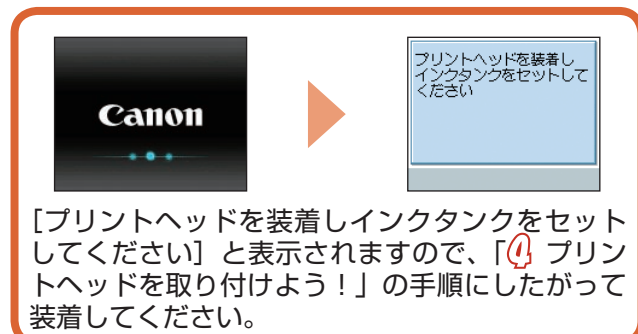 Canon
プリントヘッドを装着し
インクタンクをセットして
ください
[プリントヘッドを装着しインクタンクをセット
してください] と表示されますので、「4 プリン
トヘッドを取り付けよう！」の手順にしたがって
装着してください。